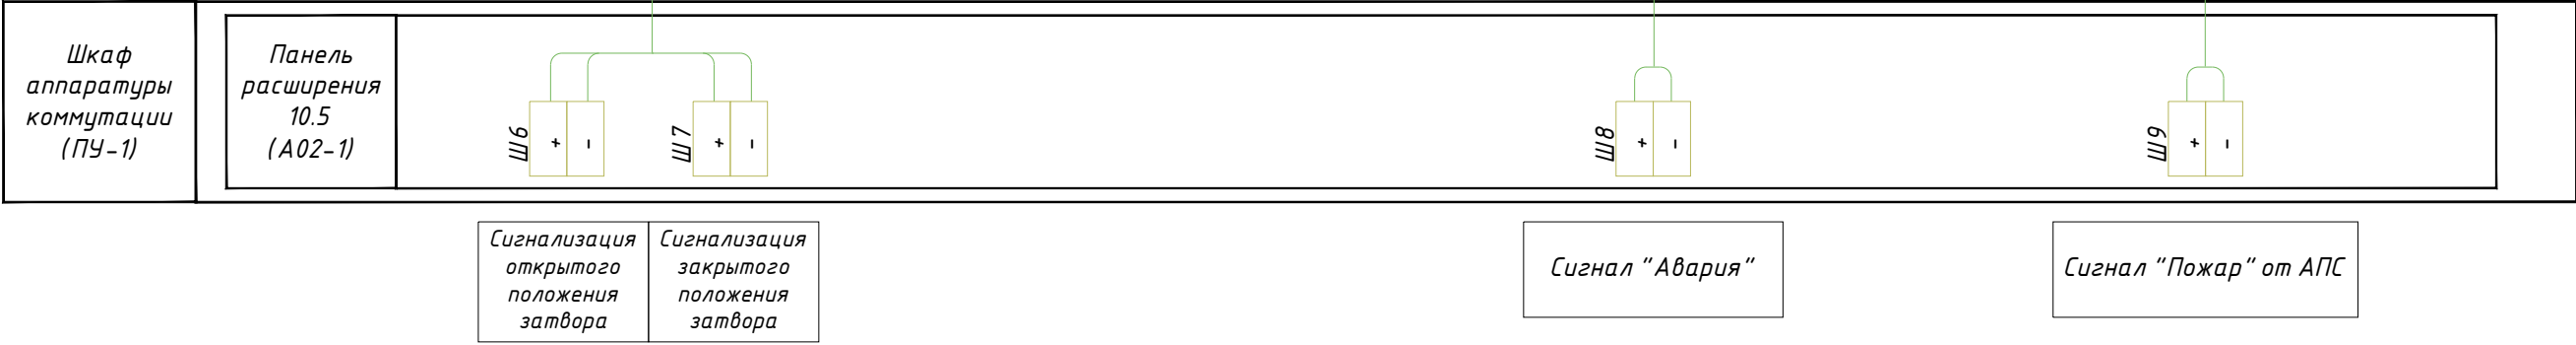 Шкаф
аппаратуры
коммутации
(ПУ-1)
Панель
расширения
10.5
(А02-1)
Ш6
+ -
Ш7
+ -
Ш8
+ -
Ш9
+ -
Сигнализация
открытого
положения
затвора
Сигнализация
закрытого
положения
затвора
Сигнал "Авария"
Сигнал "Пожар" от АПС